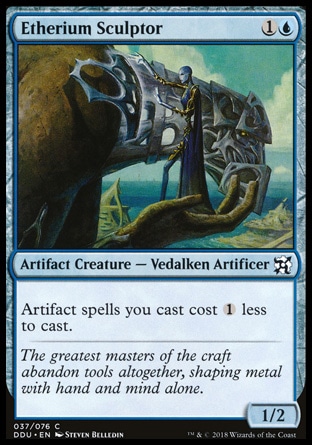 Etherium Sculptor 1
Artifact Creature — Vedalken Artificer
Artifact spells you cast cost 1 less
to cast.
The greatest masters of the craft
abandon tools altogether, shaping metal
with hand and mind alone.
1/2
037/076 C
DDU • EN Steven Belledin
™ & © 2018 Wizards of the Coast